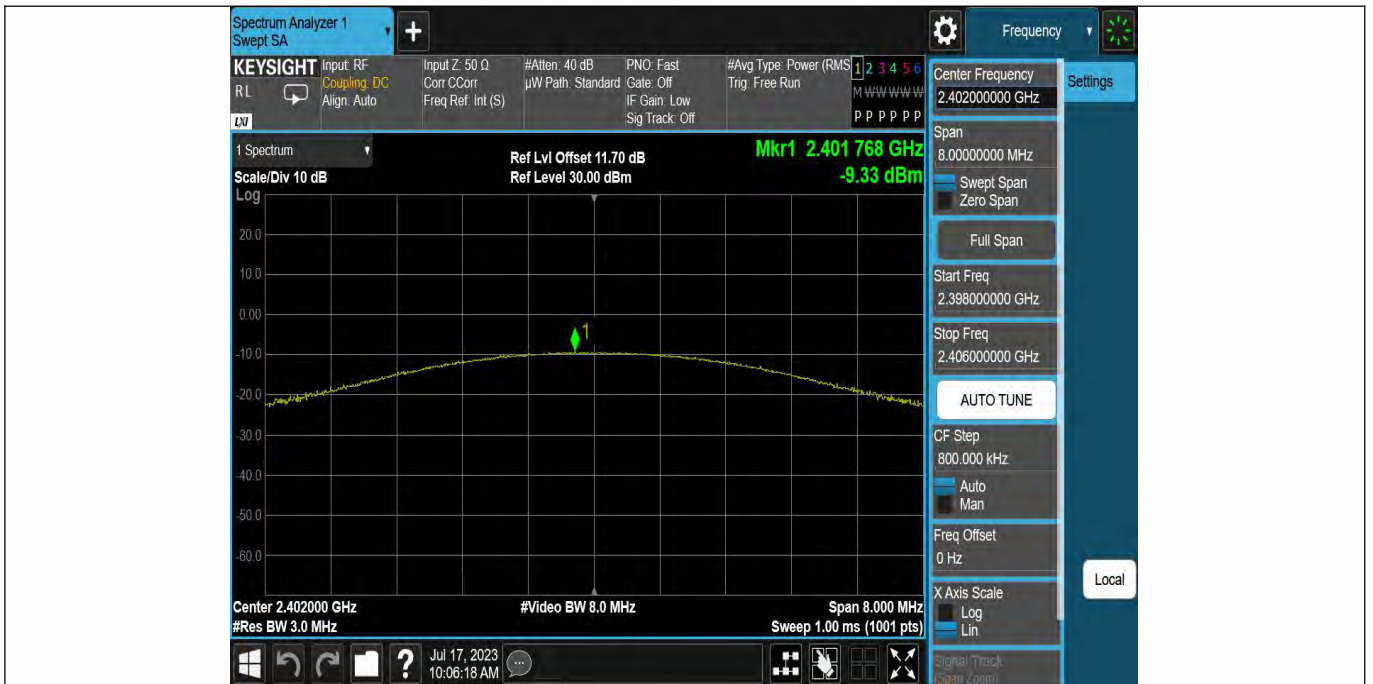 Spectrum Analyzer 1
Swept SA
+
Frequency
KEYSIGHT
RL
LXI
Input: RF
Coupling: DC
Align: Auto
Input Z: 50 Ω
Corr CCorr
Freq Ref: Int (S)
#Atten: 40 dB
µW Path: Standard
PNO: Fast
Gate: Off
IF Gain: Low
Sig Track: Off
#Avg Type: Power (RMS
Trig: Free Run
1 2 3 4 5 6
M W W W W W
P P P P P P
1 Spectrum
Scale/Div 10 dB
Ref Lvl Offset 11.70 dB
Ref Level 30.00 dBm
Mkr1 2.401 768 GHz
-9.33 dBm
Log
20.0
10.0
0.00
-10.0
-20.0
-30.0
-40.0
-50.0
-60.0
1
Center 2.402000 GHz
#Res BW 3.0 MHz
#Video BW 8.0 MHz
Span 8.000 MHz
Sweep 1.00 ms (1001 pts)
?
Jul 17, 2023
10:06:18 AM
Center Frequency
2.402000000 GHz
Span
8.00000000 MHz
Swept Span
Zero Span
Full Span
Start Freq
2.398000000 GHz
Stop Freq
2.406000000 GHz
AUTO TUNE
CF Step
800.000 kHz
Auto
Man
Freq Offset
0 Hz
X Axis Scale
Log
Lin
Signal Track
(Span Zoom)
Settings
Local